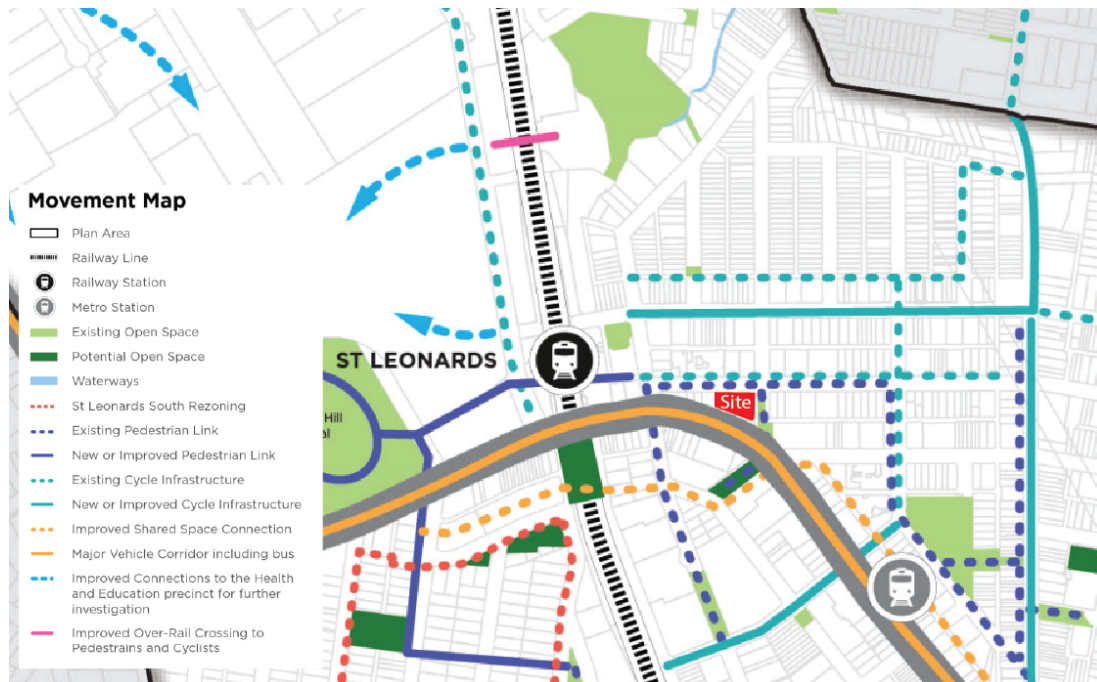 Movement Map
Plan Area
Railway Line
Railway Station
Metro Station
Existing Open Space
Potential Open Space
Waterways
St Leonards South Rezoning
Existing Pedestrian Link
New or Improved Pedestrian Link
Existing Cycle Infrastructure
New or Improved Cycle Infrastructure
Improved Shared Space Connection
Major Vehicle Corridor including bus
Improved Connections to the Health
and Education precinct for further
investigation
Improved Over-Rail Crossing to
Pedestrains and Cyclists
ST LEONARDS
Site
Hill
al